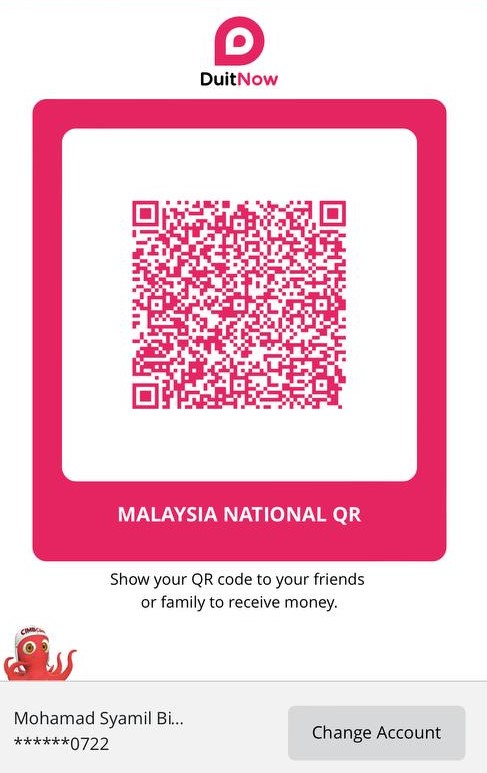 DuitNow
MALAYSIA NATIONAL QR
Show your QR code to your friends
or family to receive money.
Mohamad Syamil Bi...
******0722
Change Account